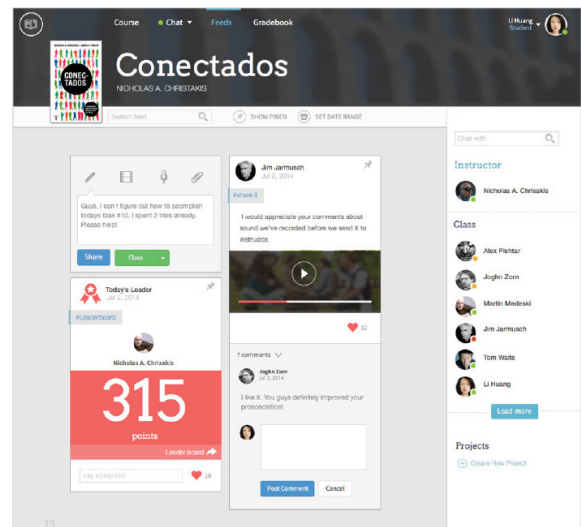 Course
Chat
Feeds
Gradebook
Li Huang
Student
CONEC-
TADOS
Conectados
NICHOLAS A. CHRISTAKIS
Search feed
SHOW PINED
SET DATE RANGE
Guys, I can't figure out how to scomplish
todays task #10. I spent 2 tries already.
Please help!
Share
Class
Today's Leader
Jul 2, 2014
#Leaderboard
Nicholas A. Chrisakis
315
points
Leader board
say congrats!
18
Jim Jarmusch
Jul 2, 2014
#share it
I would appreciate your comments about
sound we've recorded before we send it to
instructor.
12
7 comments
Joghn Zorn
Jul 3, 2014
I like it. You guys definitely improved your
prononciation!
Post Comment
Cancel
Chat with
Instructor
Nicholas A. Chrisakis
Class
Alex Pishtar
Joghn Zorn
Martin Medeski
Jim Jarmusch
Tom Waits
Li Huang
Load more
Projects
Create New Project
13